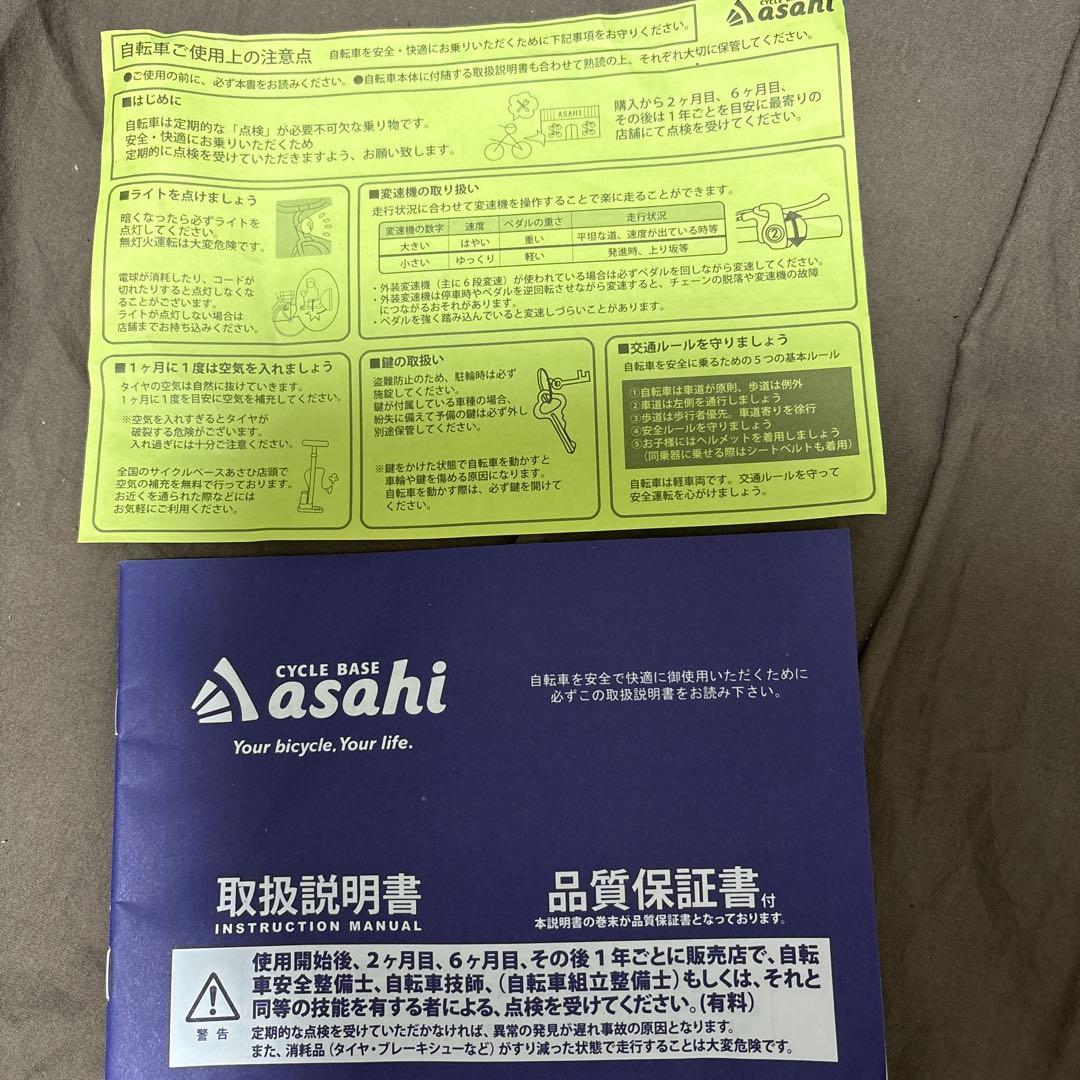 CYCLE BASE
asahi
自転車ご使用上の注意点
自転車を安全・快適にお乗りいただくために下記事項をお守りください。
●ご使用の前に、必ず本書をお読みください。●自転車本体に付随する取扱説明書も合わせて熟読の上、それぞれ大切に保管してください。
■はじめに
自転車は定期的な「点検」が必要不可欠な乗り物です。
安全・快適にお乗りいただくため
定期的に点検を受けていただきますよう、お願い致します。
ASAHI
購入から2ヶ月目、6ヶ月目、
その後は1年ごとを目安に最寄りの
店舗にて点検を受けてください。
■ライトを点けましょう
暗くなったら必ずライトを
点灯してください。
無灯火運転は大変危険です。
電球が消耗したり、コードが
切れたりすると点灯しなくな
ることがございます。
ライトが点灯しない場合は
店舗までお持ち込みください。
■変速機の取り扱い
走行状況に合わせて変速機を操作することで楽に走ることができます。
変速機の数字 速度 ペダルの重さ 走行状況
大きい はやい 重い 平坦な道、速度が出ている時等
小さい ゆっくり 軽い 発進時、上り坂等
②
・外装変速機（主に6段変速）が使われている場合は必ずペダルを回しながら変速してください。
・外装変速機は停車時やペダルを逆回転させながら変速すると、チェーンの脱落や変速機の故障
につながるおそれがあります。
・ペダルを強く踏み込んでいると変速しづらいことがあります。
■1ヶ月に1度は空気を入れましょう
タイヤの空気は自然に抜けていきます。
1ヶ月に1度を目安に空気を補充してください。
※空気を入れすぎるとタイヤが
破裂する危険がございます。
入れ過ぎには十分ご注意ください。
全国のサイクルベースあさひ店頭で
空気の補充を無料で行っております。
お近くを通られた際などには
お気軽にご利用ください。
■鍵の取扱い
盗難防止のため、駐輪時は必ず
施錠してください。
鍵が付属している車種の場合、
紛失に備えて予備の鍵は必ず外し
別途保管してください。
※鍵をかけた状態で自転車を動かすと
車輪や鍵を傷める原因になります。
自転車を動かす際は、必ず鍵を開けて
ください。
■交通ルールを守りましょう
自転車を安全に乗るための5つの基本ルール
①自転車は車道が原則、歩道は例外
②車道は左側を通行しましょう
③歩道は歩行者優先。車道寄りを徐行
④安全ルールを守りましょう
⑤お子様にはヘルメットを着用しましょう
（同乗器に乗せる際はシートベルトも着用）
自転車は軽車両です。交通ルールを守って
安全運転を心がけましょう。
CYCLE BASE
asahi
Your bicycle, Your life.
自転車を安全で快適に御使用いただくために
必ずこの取扱説明書をお読み下さい。
取扱説明書
INSTRUCTION MANUAL
品質保証書付
本説明書の巻末が品質保証書となっております。
警告
使用開始後、2ヶ月目、6ヶ月目、その後1年ごとに販売店で、自転
車安全整備士、自転車技師、（自転車組立整備士）もしくは、それと
同等の技能を有する者による、点検を受けてください。（有料）
定期的な点検を受けていただかなければ、異常の発見が遅れ事故の原因となります。
また、消耗品（タイヤ・ブレーキシューなど）がすり減った状態で走行することは大変危険です。